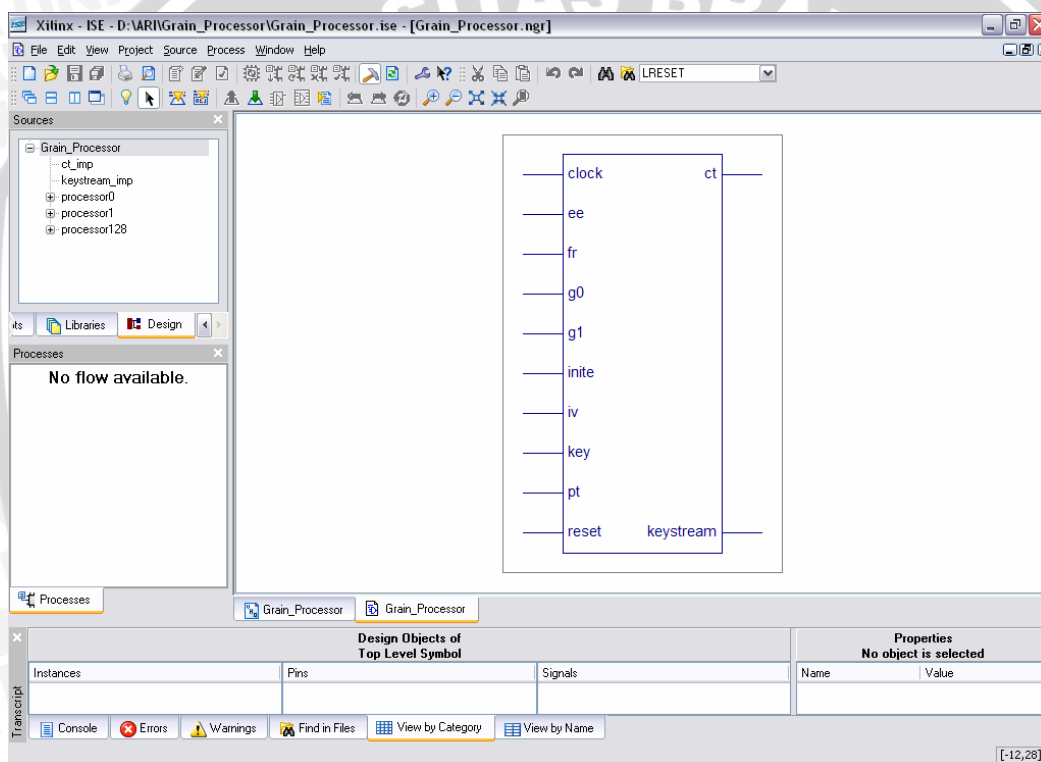 Xilinx - ISE - D:\ARI\Grain_Processor\Grain_Processor.ise - [Grain_Processor.ngr]
File Edit View Project Source Process Window Help
LRESET
Sources
Grain_Processor
ct_imp
keystream_imp
processor0
processor1
processor128
Libraries Design
Processes
No flow available.
Processes
clock ct
ee
fr
g0
g1
inite
iv
key
pt
reset keystream
Grain_Processor Grain_Processor
Transcript
Design Objects of
Top Level Symbol
Properties
No object is selected
Instances Pins Signals Name Value
Console Errors Warnings Find in Files View by Category View by Name
[-12,28]